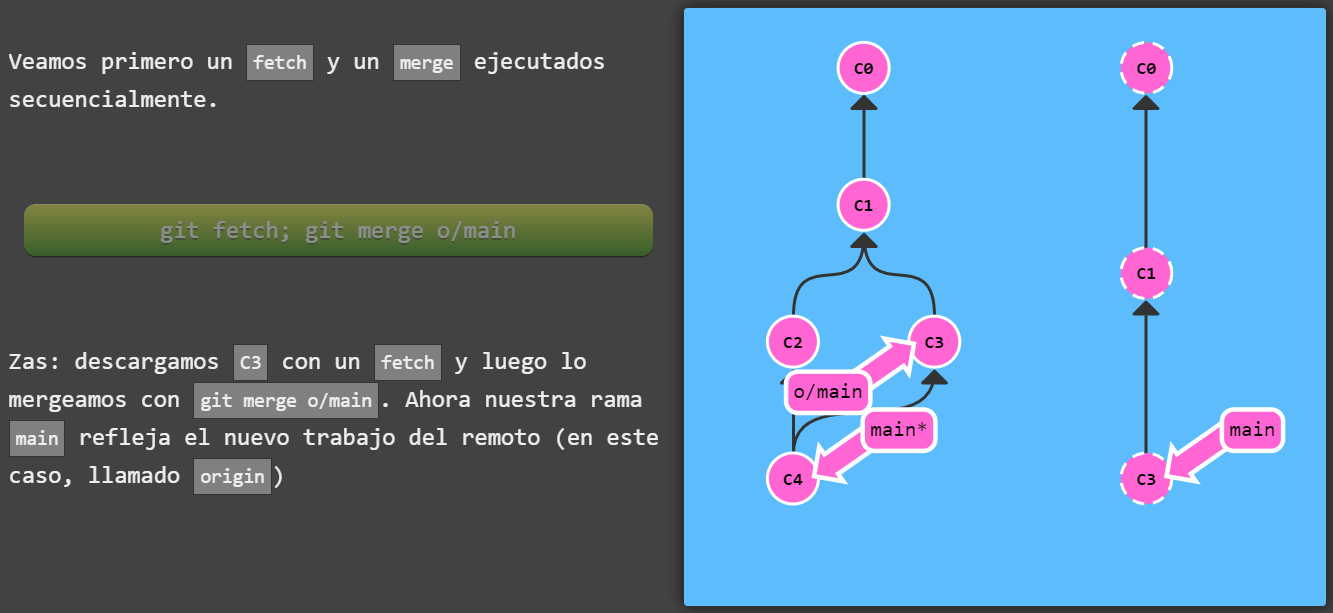 Veamos primero un fetch y un merge ejecutados
secuencialmente.
git fetch; git merge o/main
Zas: descargamos C3 con un fetch y luego lo
mergeamos con git merge o/main. Ahora nuestra rama
main refleja el nuevo trabajo del remoto (en este
caso, llamado origin)
C0
C1
C2
C3
o/main
main*
C4
C0
C1
main
C3